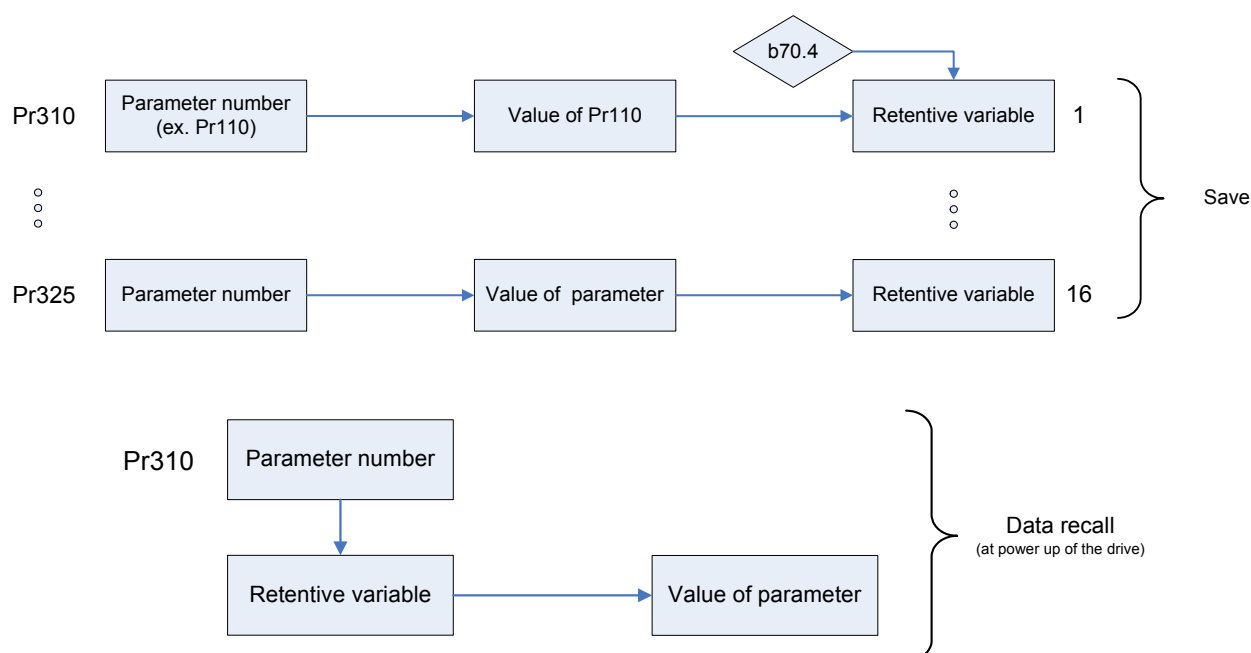 b70.4
Pr310
Parameter number
(ex. Pr110)
Value of Pr110
Retentive variable
1
Save
Pr325
Parameter number
Value of  parameter
Retentive variable
16
Pr310
Parameter number
Data recall
(at power up of the drive)
Retentive variable
Value of parameter